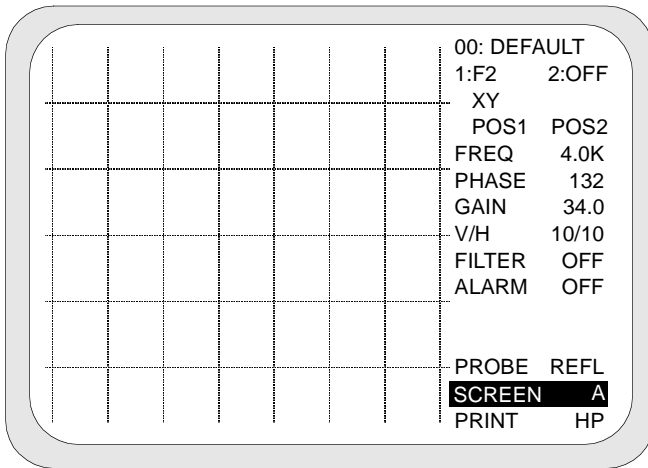 00: DEFAULT
1:F2 2:OFF
XY
POS1 POS2
FREQ 4.0K
PHASE 132
GAIN 34.0
V/H 10/10
FILTER OFF
ALARM OFF
PROBE REFL
SCREEN A
PRINT HP